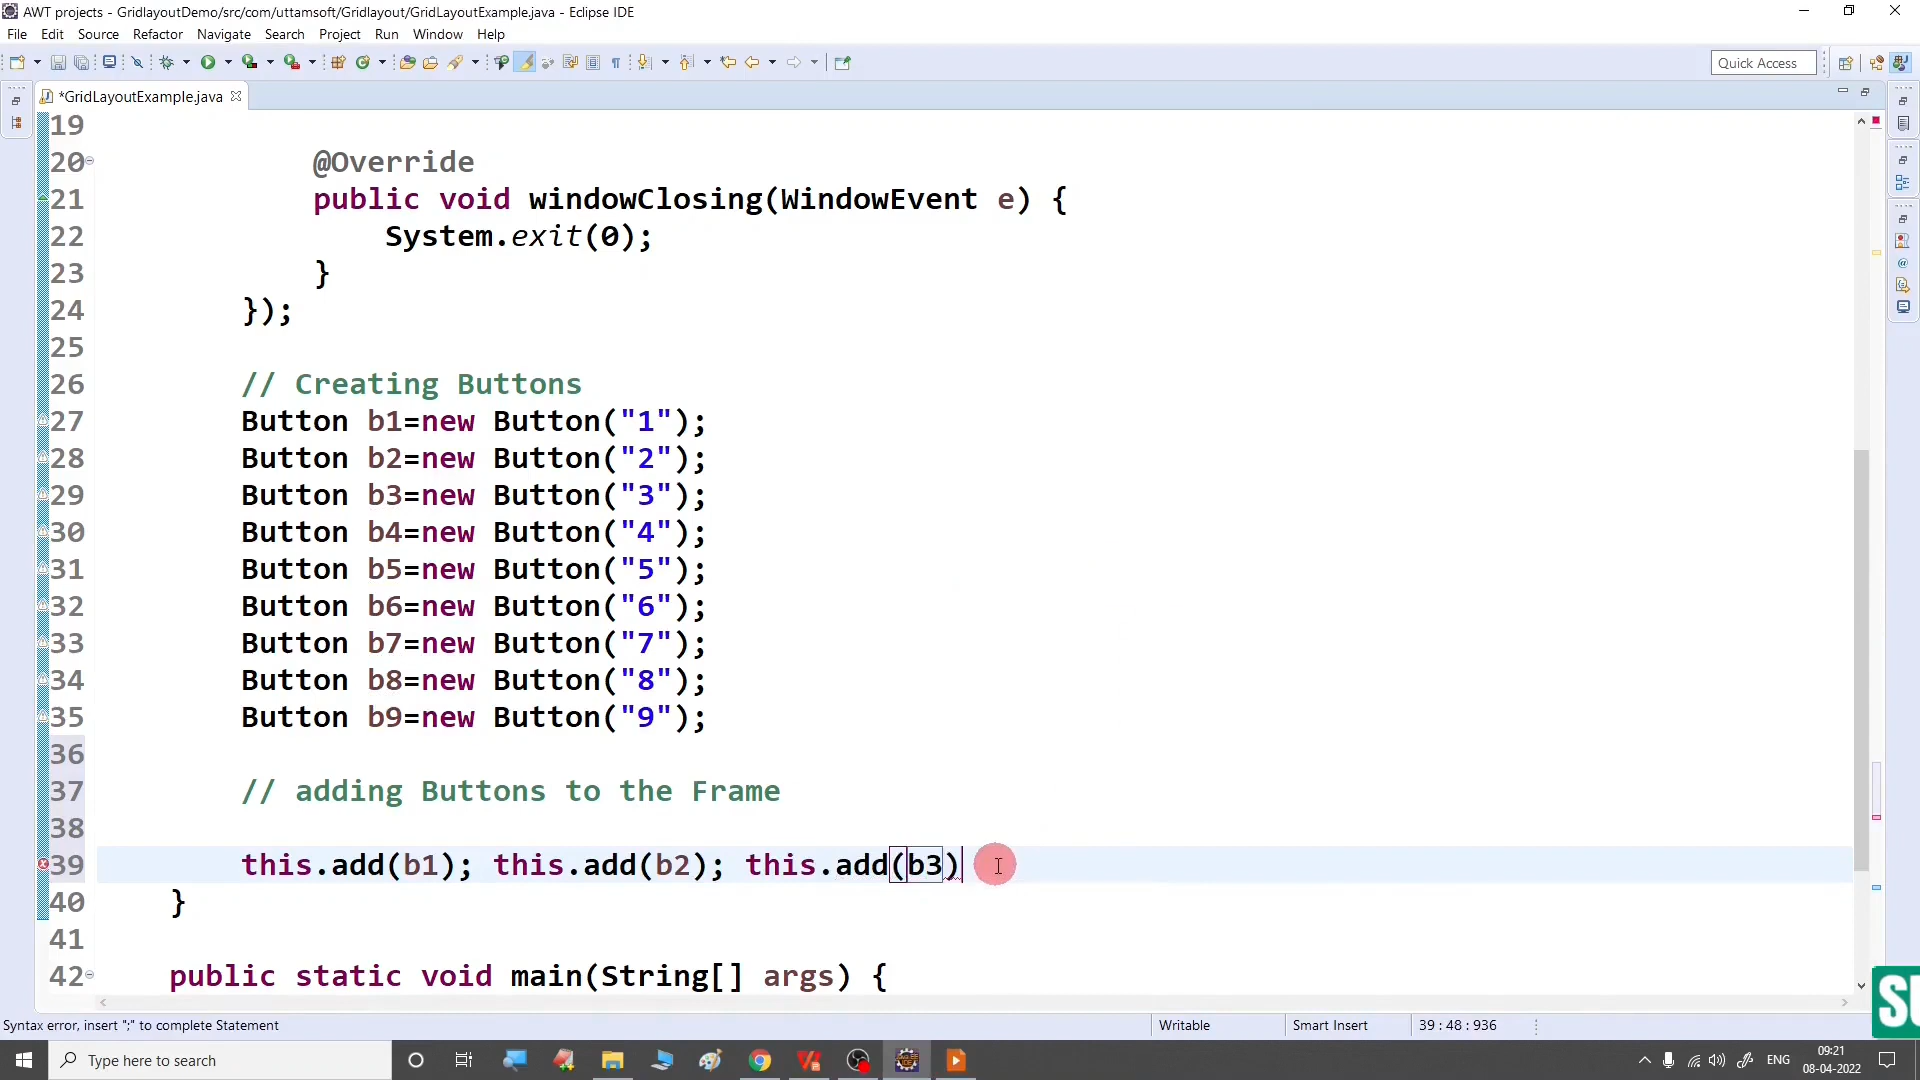 AWT projects - GridlayoutDemo/src/com/uttamsoft/Gridlayout/GridLayoutExample.java - Eclipse IDE
File Edit Source Refactor Navigate Search Project Run Window Help
Quick Access
*GridLayoutExample.java
19
20 @Override
21 public void windowClosing(WindowEvent e) {
22 System.exit(0);
23 }
24 });
25
26 // Creating Buttons
27 Button b1=new Button("1");
28 Button b2=new Button("2");
29 Button b3=new Button("3");
30 Button b4=new Button("4");
31 Button b5=new Button("5");
32 Button b6=new Button("6");
33 Button b7=new Button("7");
34 Button b8=new Button("8");
35 Button b9=new Button("9");
36
37 // adding Buttons to the Frame
38
39 this.add(b1); this.add(b2); this.add(b3)
40 }
41
42 public static void main(String[] args) {
Syntax error, insert ";" to complete Statement Writable Smart Insert 39 : 48 : 936
Type here to search ENG 09:21
08-04-2022